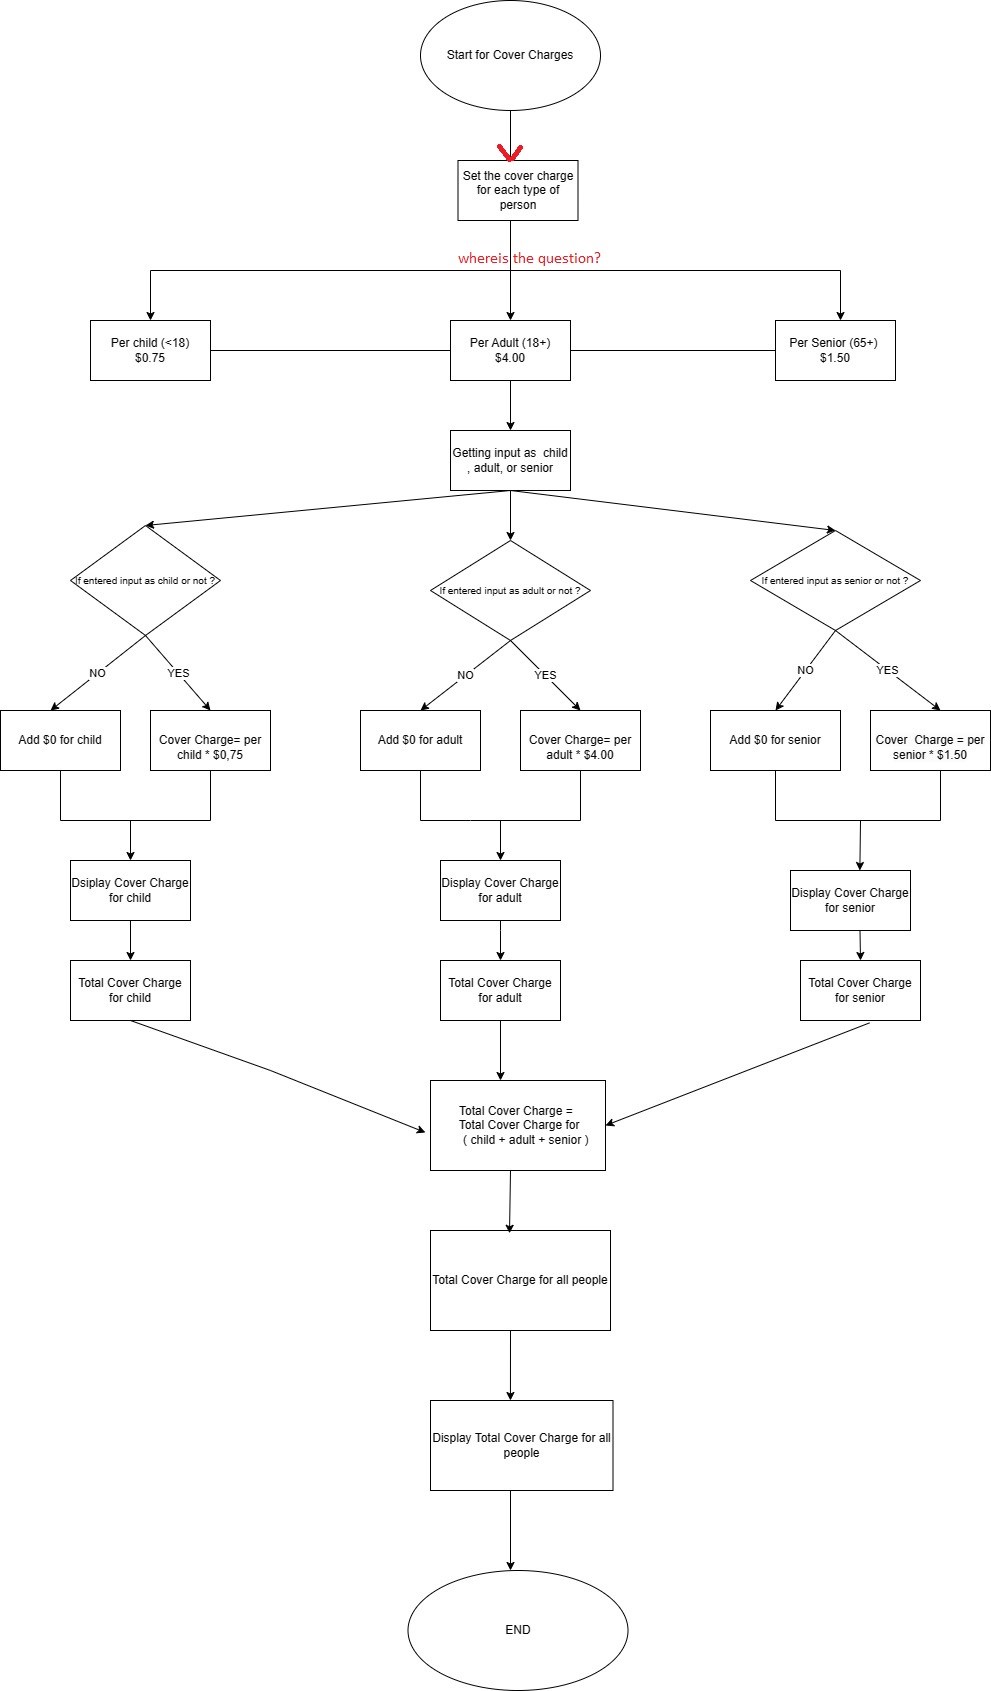 Start for Cover Charges
Set the cover charge
for each type of
person
whereis the question?
Per child (<18)
$0.75
Per Adult (18+)
$4.00
Per Senior (65+)
$1.50
Getting input as  child
, adult, or senior
If entered input as child or not ?
If entered input as adult or not ?
If entered input as senior or not ?
NO
YES
NO
YES
NO
YES
Add $0 for child
Cover Charge= per
child * $0,75
Add $0 for adult
Cover Charge= per
adult * $4.00
Add $0 for senior
Cover  Charge = per
senior * $1.50
Dsiplay Cover Charge
for child
Display Cover Charge
for adult
Display Cover Charge
for senior
Total Cover Charge
for child
Total Cover Charge
for adult
Total Cover Charge
for senior
Total Cover Charge =
Total Cover Charge for
( child + adult + senior )
Total Cover Charge for all people
Display Total Cover Charge for all
people
END